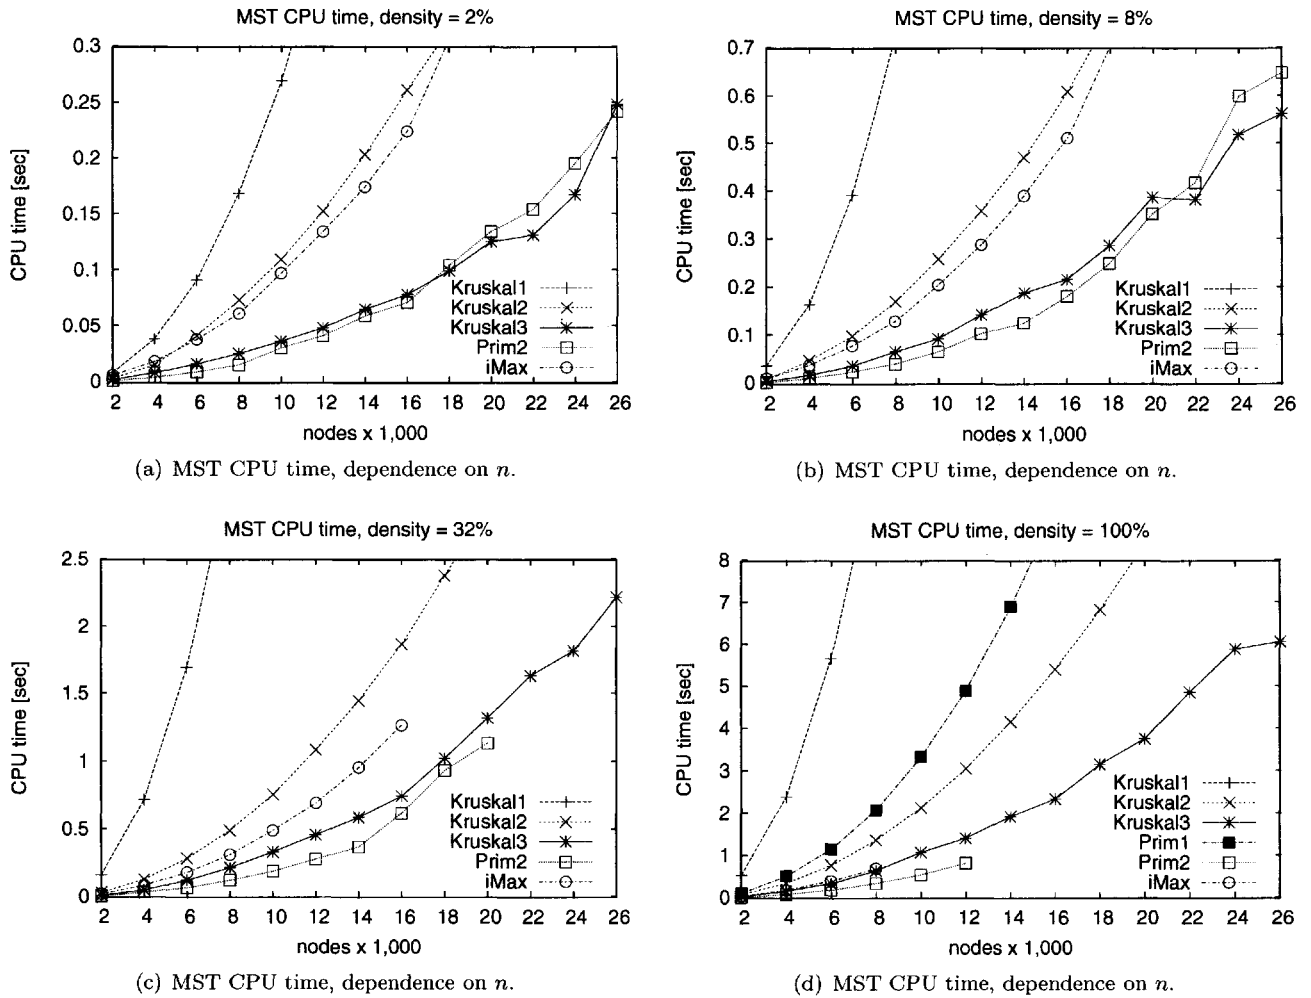 MST CPU time, density = 2%
0.3
0.25
0.2
0.15
0.1
0.05
0
CPU time [sec]
Kruskal1
Kruskal2
Kruskal3
Prim2
iMax
2 4 6 8 10 12 14 16 18 20 22 24 26
nodes x 1,000
(a) MST CPU time, dependence on n.
MST CPU time, density = 8%
0.7
0.6
0.5
0.4
0.3
0.2
0.1
0
CPU time [sec]
Kruskal1
Kruskal2
Kruskal3
Prim2
iMax
2 4 6 8 10 12 14 16 18 20 22 24 26
nodes x 1,000
(b) MST CPU time, dependence on n.
MST CPU time, density = 32%
2.5
2
1.5
1
0.5
0
CPU time [sec]
Kruskal1
Kruskal2
Kruskal3
Prim2
iMax
2 4 6 8 10 12 14 16 18 20 22 24 26
nodes x 1,000
(c) MST CPU time, dependence on n.
MST CPU time, density = 100%
8
7
6
5
4
3
2
1
0
CPU time [sec]
Kruskal1
Kruskal2
Kruskal3
Prim1
Prim2
iMax
2 4 6 8 10 12 14 16 18 20 22 24 26
nodes x 1,000
(d) MST CPU time, dependence on n.